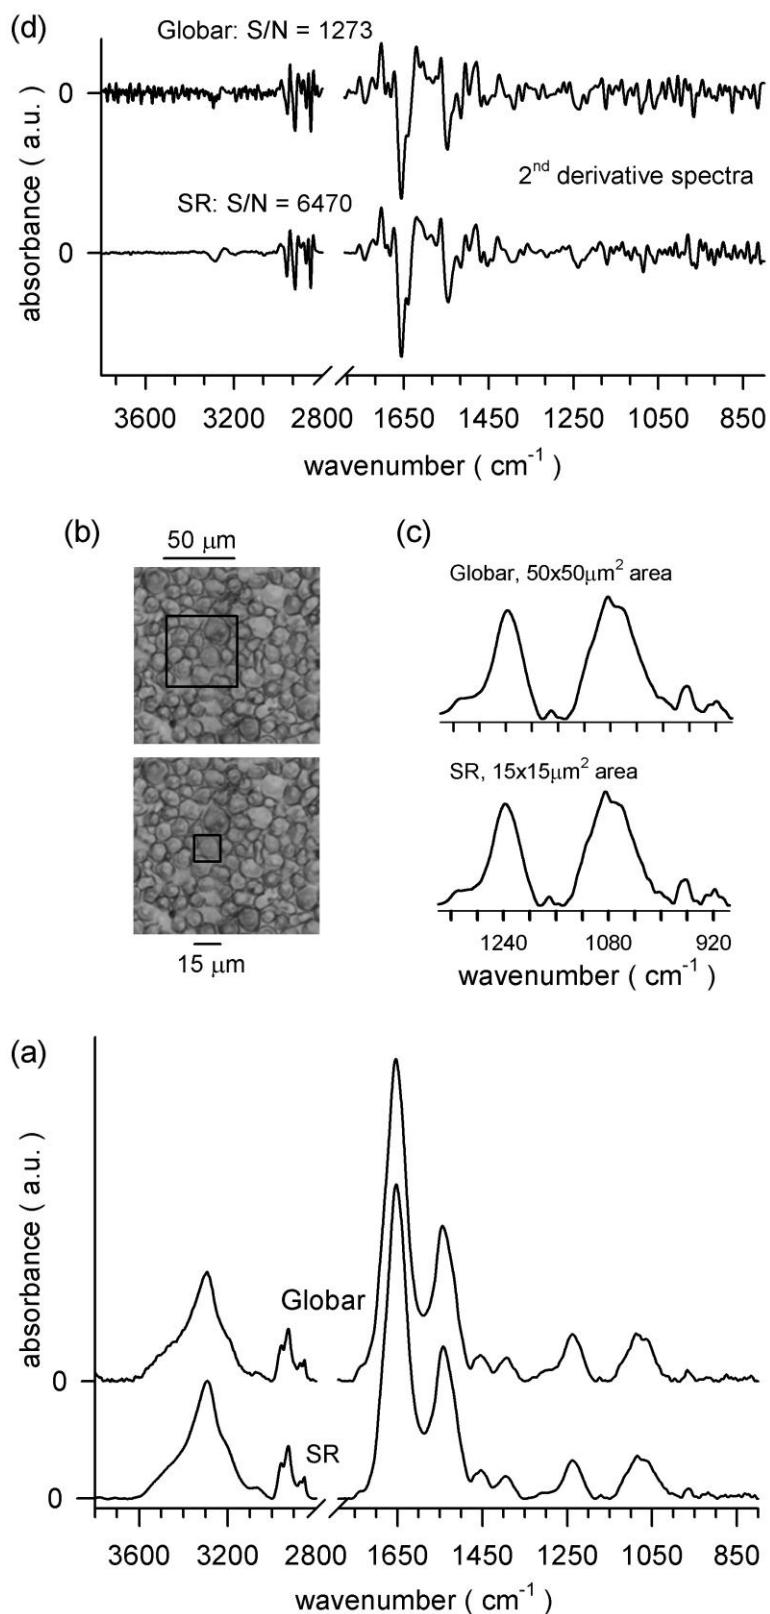 (d)
Globar: S/N = 1273
0
2nd derivative spectra
SR: S/N = 6470
0
absorbance ( a.u. )
3600 3200 2800 1650 1450 1250 1050 850
wavenumber ( cm-1 )
(b)
50 μm
15 μm
(c)
Globar, 50x50μm2 area
SR, 15x15μm2 area
1240 1080 920
wavenumber ( cm-1 )
(a)
absorbance ( a.u. )
Globar
0
SR
0
3600 3200 2800 1650 1450 1250 1050 850
wavenumber ( cm-1 )